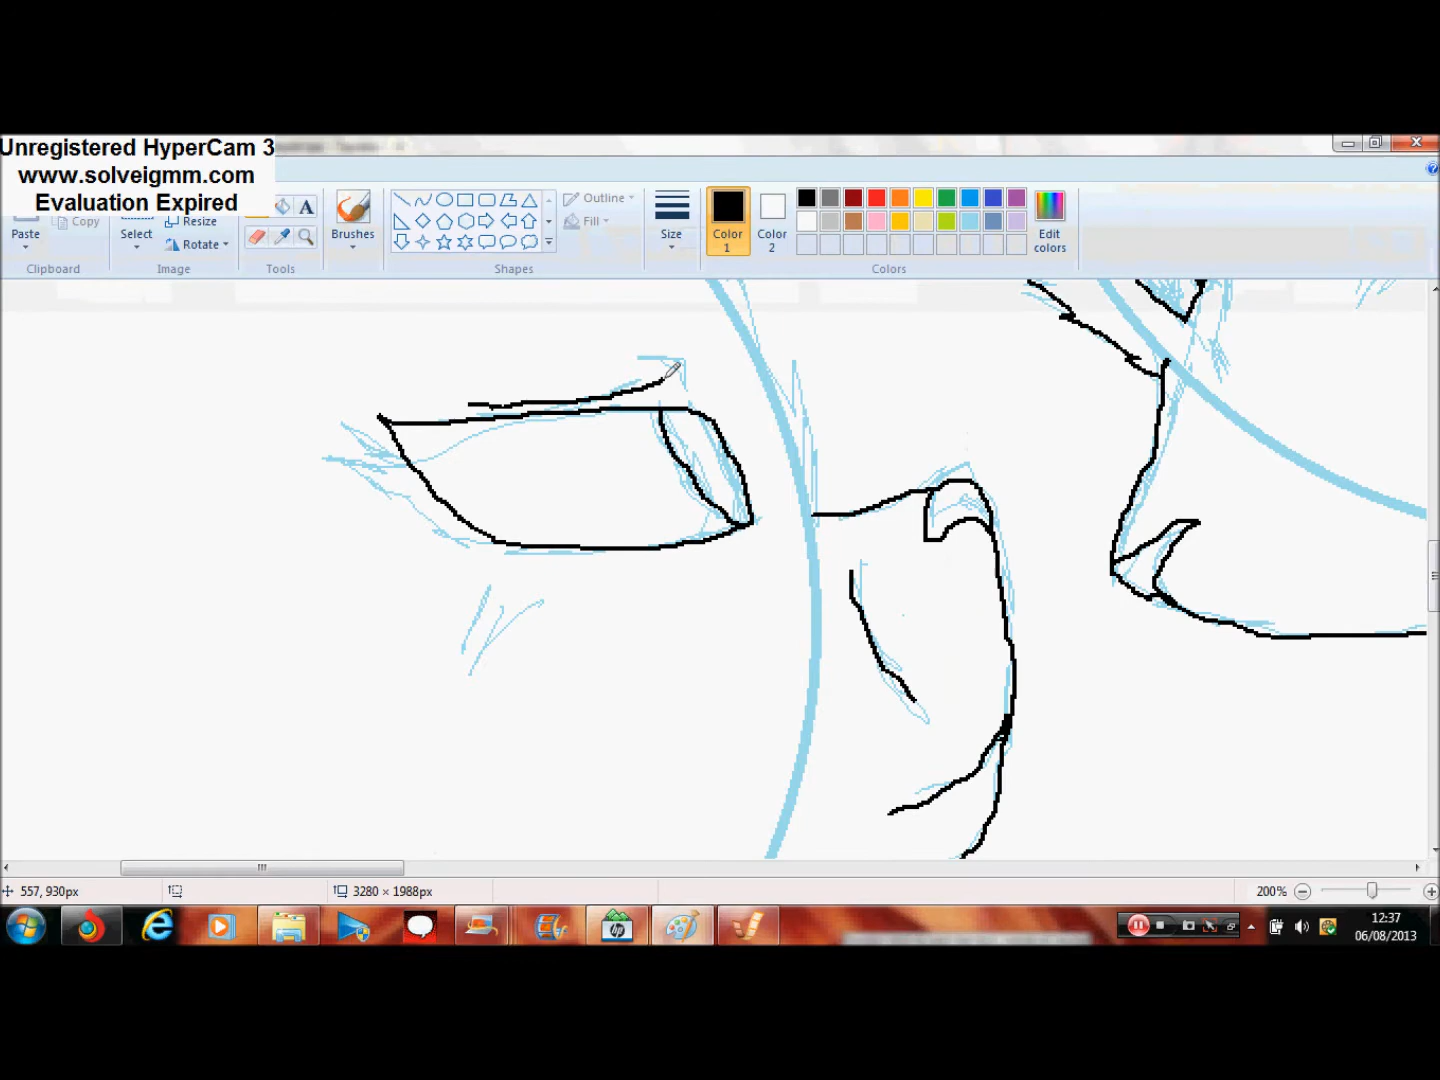 Unregistered HyperCam 3
www.solveigmm.com
Evaluation Expired
Paste
Copy
Clipboard
Select
Resize
Rotate
Image
A
Tools
Brushes
Shapes
Outline
Fill
Size
Color 1
Color 2
Colors
Edit colors
557, 930px
3280 × 1988px
200%
hp
12:37
06/08/2013